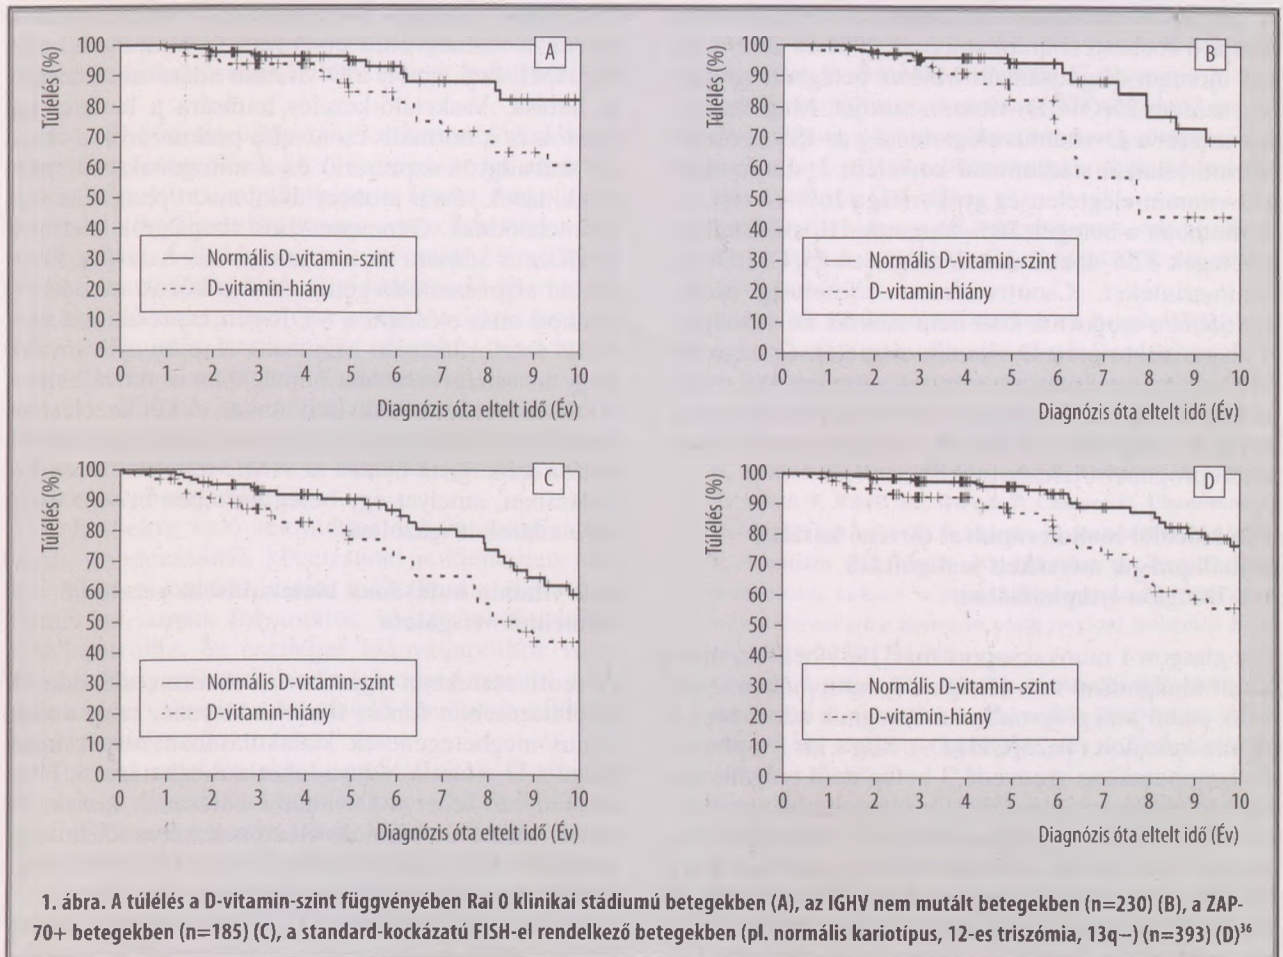 A
Túlélés (%)
100
90
80
70
60
50
40
30
20
10
0
Normális D-vitamin-szint
D-vitamin-hiány
0 1 2 3 4 5 6 7 8 9 10
Diagnózis óta eltelt idő (Év)
B
Túlélés (%)
100
90
80
70
60
50
40
30
20
10
0
Normális D-vitamin-szint
D-vitamin-hiány
0 1 2 3 4 5 6 7 8 9 10
Diagnózis óta eltelt idő (Év)
C
Túlélés (%)
100
90
80
70
60
50
40
30
20
10
0
Normális D-vitamin-szint
D-vitamin-hiány
0 1 2 3 4 5 6 7 8 9 10
Diagnózis óta eltelt idő (Év)
D
Túlélés (%)
100
90
80
70
60
50
40
30
20
10
0
Normális D-vitamin-szint
D-vitamin-hiány
0 1 2 3 4 5 6 7 8 9 10
Diagnózis óta eltelt idő (Év)
1. ábra. A túlélés a D-vitamin-szint függvényében Rai 0 klinikai stádiumú betegekben (A), az IGHV nem mutált betegekben (n=230) (B), a ZAP-
70+ betegekben (n=185) (C), a standard-kockázatú FISH-el rendelkező betegekben (pl. normális kariotípus, 12-es triszómia, 13q–) (n=393) (D)³⁶